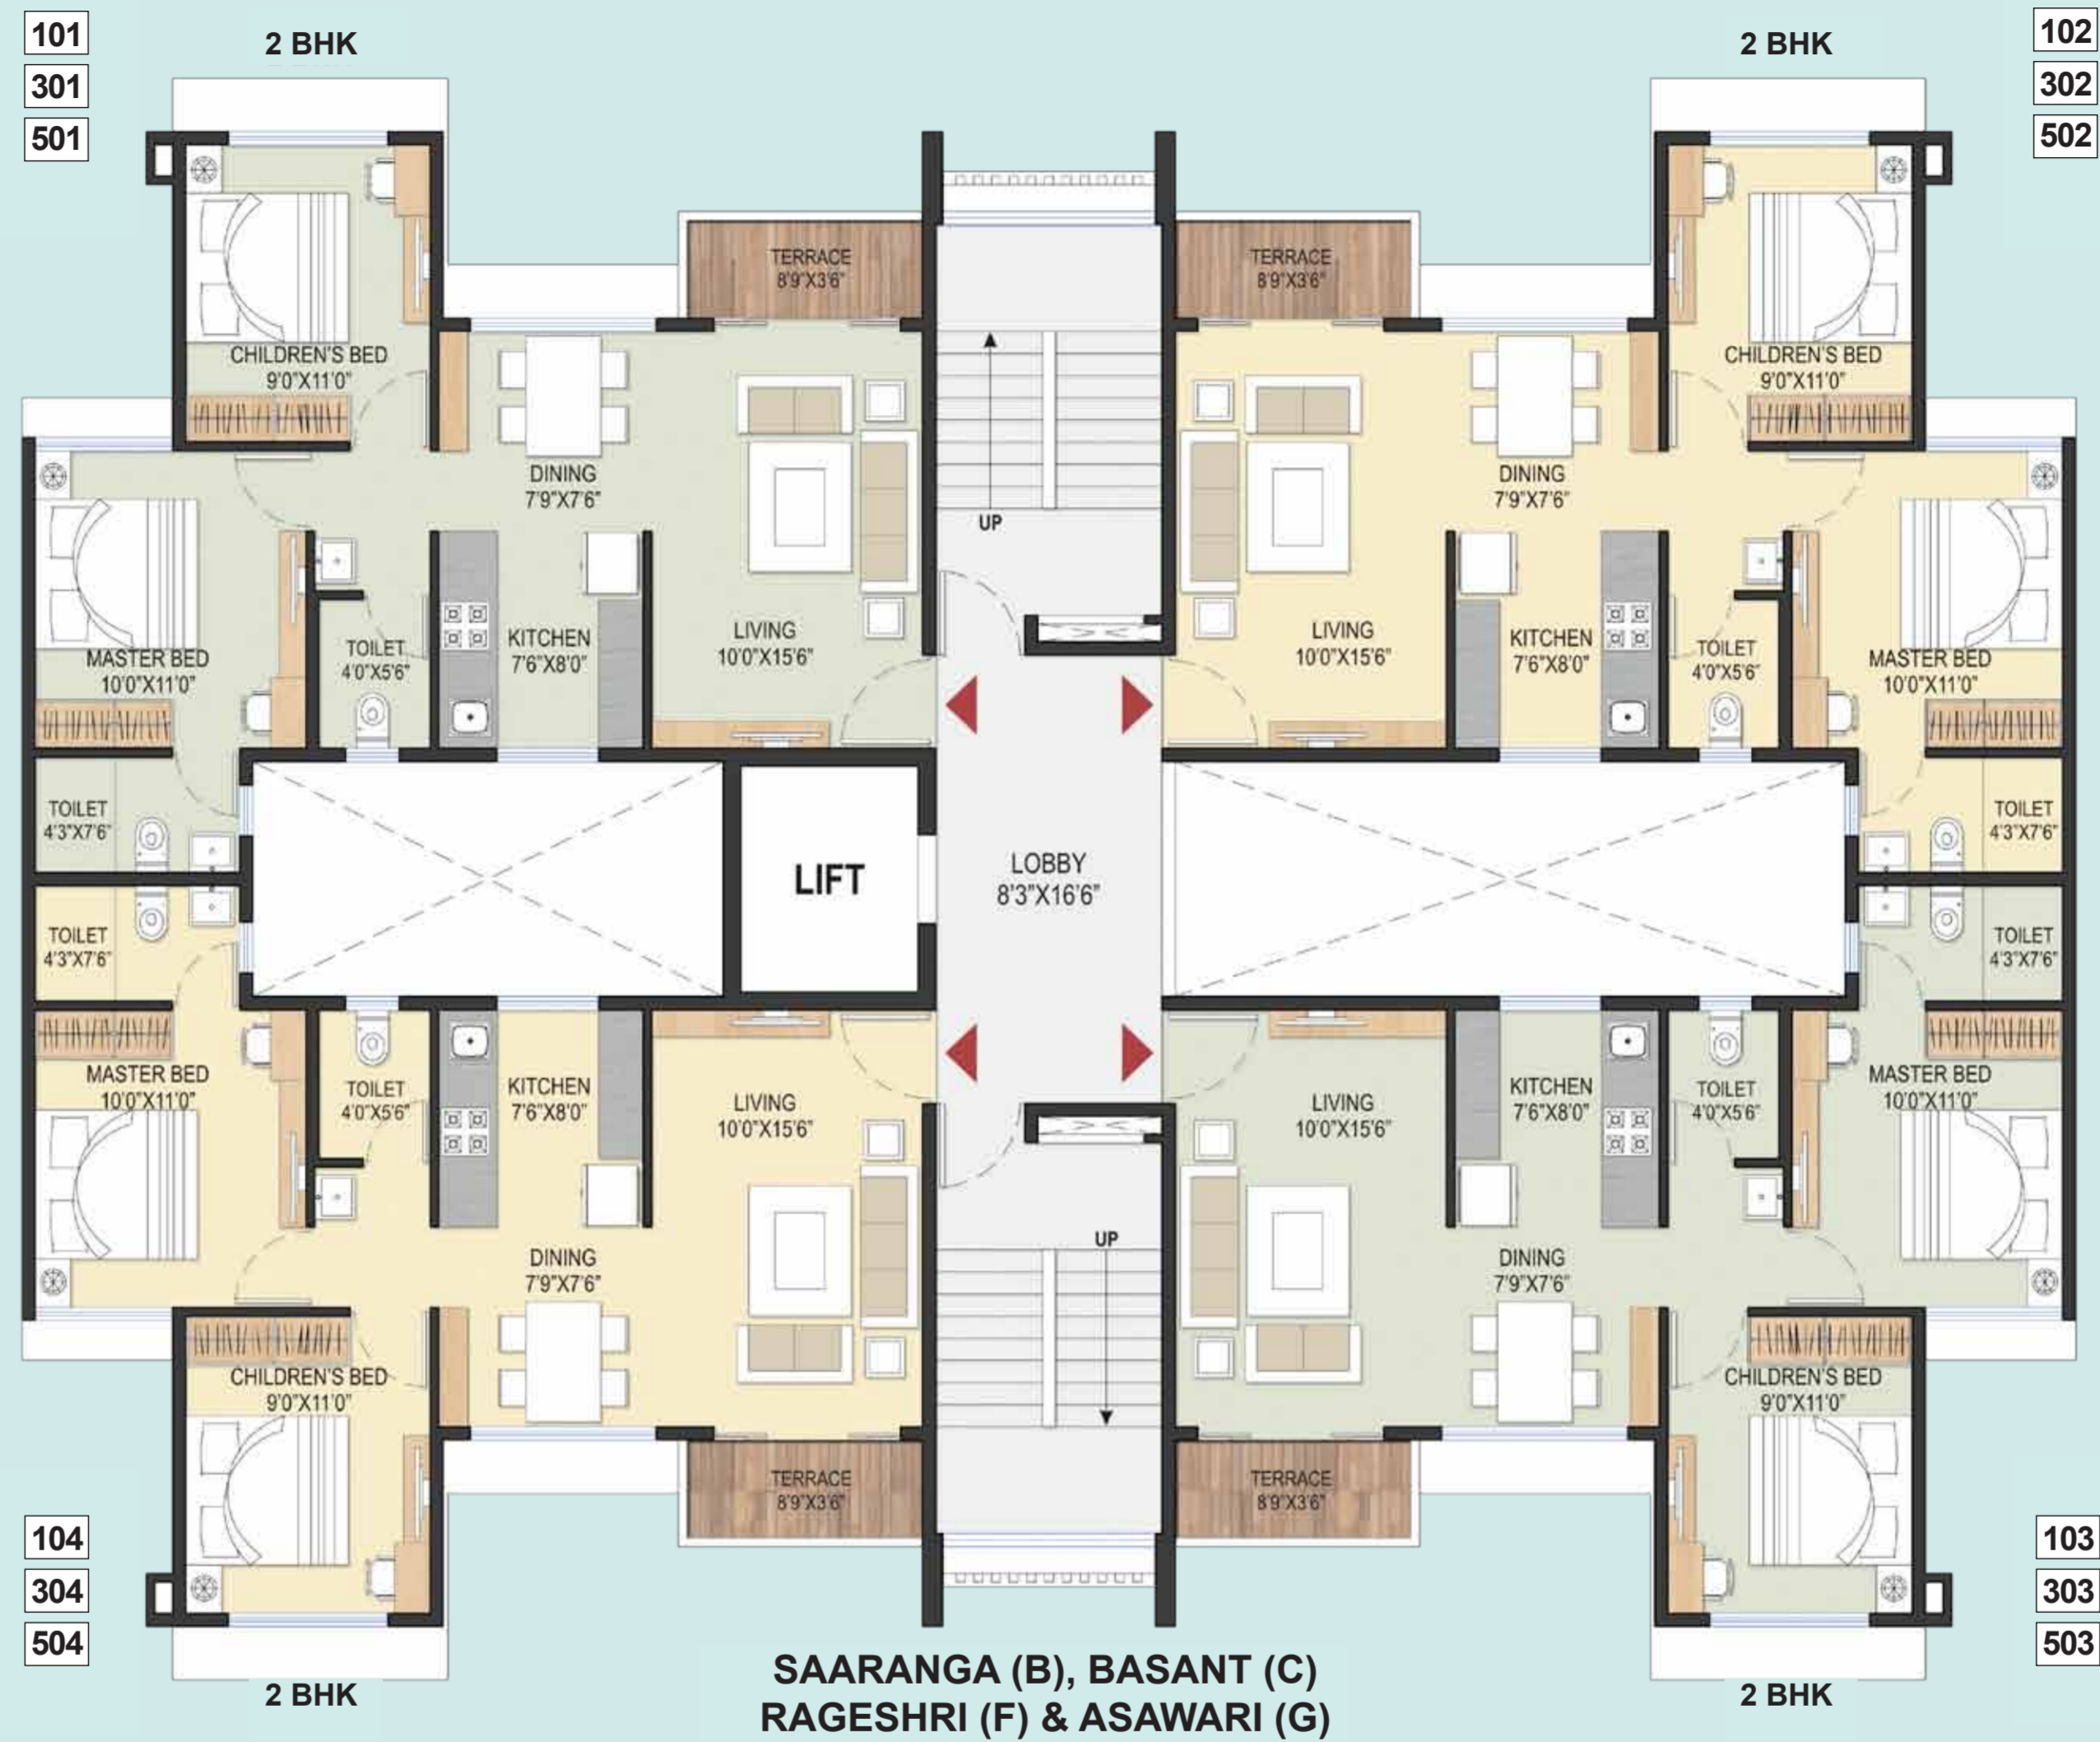 101
301
501
2 BHK
2 BHK
102
302
502
TERRACE
8'9"X3'6"
TERRACE
8'9"X3'6"
CHILDREN'S BED
9'0"X11'0"
CHILDREN'S BED
9'0"X11'0"
DINING
7'9"X7'6"
DINING
7'9"X7'6"
UP
MASTER BED
10'0"X11'0"
TOILET
4'0"X5'6"
KITCHEN
7'6"X8'0"
LIVING
10'0"X15'6"
LIVING
10'0"X15'6"
KITCHEN
7'6"X8'0"
TOILET
4'0"X5'6"
MASTER BED
10'0"X11'0"
TOILET
4'3"X7'6"
TOILET
4'3"X7'6"
LIFT
LOBBY
8'3"X16'6"
TOILET
4'3"X7'6"
TOILET
4'3"X7'6"
MASTER BED
10'0"X11'0"
TOILET
4'0"X5'6"
KITCHEN
7'6"X8'0"
LIVING
10'0"X15'6"
LIVING
10'0"X15'6"
KITCHEN
7'6"X8'0"
TOILET
4'0"X5'6"
MASTER BED
10'0"X11'0"
UP
DINING
7'9"X7'6"
DINING
7'9"X7'6"
CHILDREN'S BED
9'0"X11'0"
CHILDREN'S BED
9'0"X11'0"
TERRACE
8'9"X3'6"
TERRACE
8'9"X3'6"
104
304
504
2 BHK
103
303
503
2 BHK
SAARANGA (B), BASANT (C)
RAGESHRI (F) & ASAWARI (G)